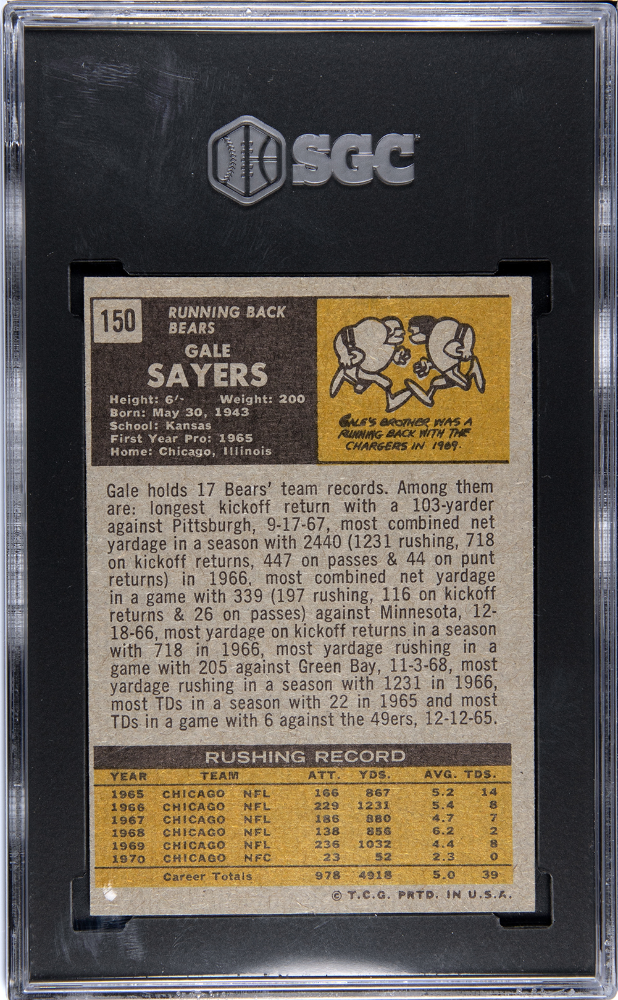 SGC
150
RUNNING BACK
BEARS
GALE
SAYERS
Height: 6'- Weight: 200
Born: May 30, 1943
School: Kansas
First Year Pro: 1965
Home: Chicago, Illinois
GALE'S BROTHER WAS A
RUNNING BACK WITH THE
CHARGERS IN 1969.
Gale holds 17 Bears' team records. Among them
are: longest kickoff return with a 103-yarder
against Pittsburgh, 9-17-67, most combined net
yardage in a season with 2440 (1231 rushing, 718
on kickoff returns, 447 on passes & 44 on punt
returns) in 1966, most combined net yardage
in a game with 339 (197 rushing, 116 on kickoff
returns & 26 on passes) against Minnesota, 12-
18-66, most yardage on kickoff returns in a season
with 718 in 1966, most yardage rushing in a
game with 205 against Green Bay, 11-3-68, most
yardage rushing in a season with 1231 in 1966,
most TDs in a season with 22 in 1965 and most
TDs in a game with 6 against the 49ers, 12-12-65.
RUSHING RECORD
YEAR TEAM ATT. YDS. AVG. TDS.
1965 CHICAGO NFL 166 867 5.2 14
1966 CHICAGO NFL 229 1231 5.4 8
1967 CHICAGO NFL 186 880 4.7 7
1968 CHICAGO NFL 138 856 6.2 2
1969 CHICAGO NFL 236 1032 4.4 8
1970 CHICAGO NFC 23 52 2.3 0
Career Totals 978 4918 5.0 39
© T.C.G. PRTD. IN U.S.A.